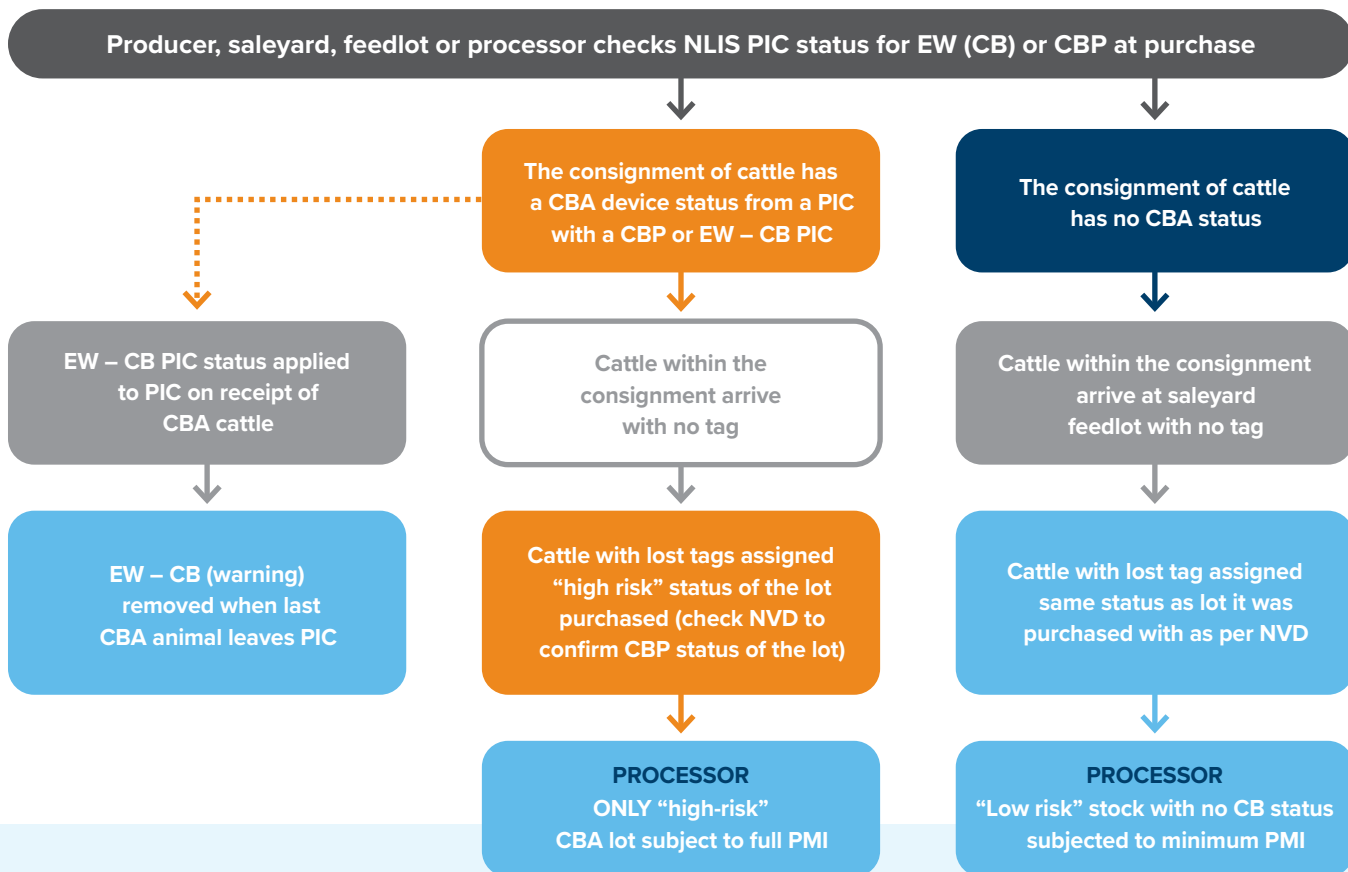 Producer, saleyard, feedlot or processor checks NLIS PIC status for EW (CB) or CBP at purchase
The consignment of cattle has
a CBA device status from a PIC
with a CBP or EW – CB PIC
The consignment of cattle
has no CBA status
EW – CB PIC status applied
to PIC on receipt of
CBA cattle
Cattle within the
consignment arrive
with no tag
Cattle within the consignment
arrive at saleyard
feedlot with no tag
EW – CB (warning)
removed when last
CBA animal leaves PIC
Cattle with lost tags assigned
“high risk” status of the lot
purchased (check NVD to
confirm CBP status of the lot)
Cattle with lost tag assigned
same status as lot it was
purchased with as per NVD
PROCESSOR
ONLY “high-risk”
CBA lot subject to full PMI
PROCESSOR
“Low risk” stock with no CB status
subjected to minimum PMI